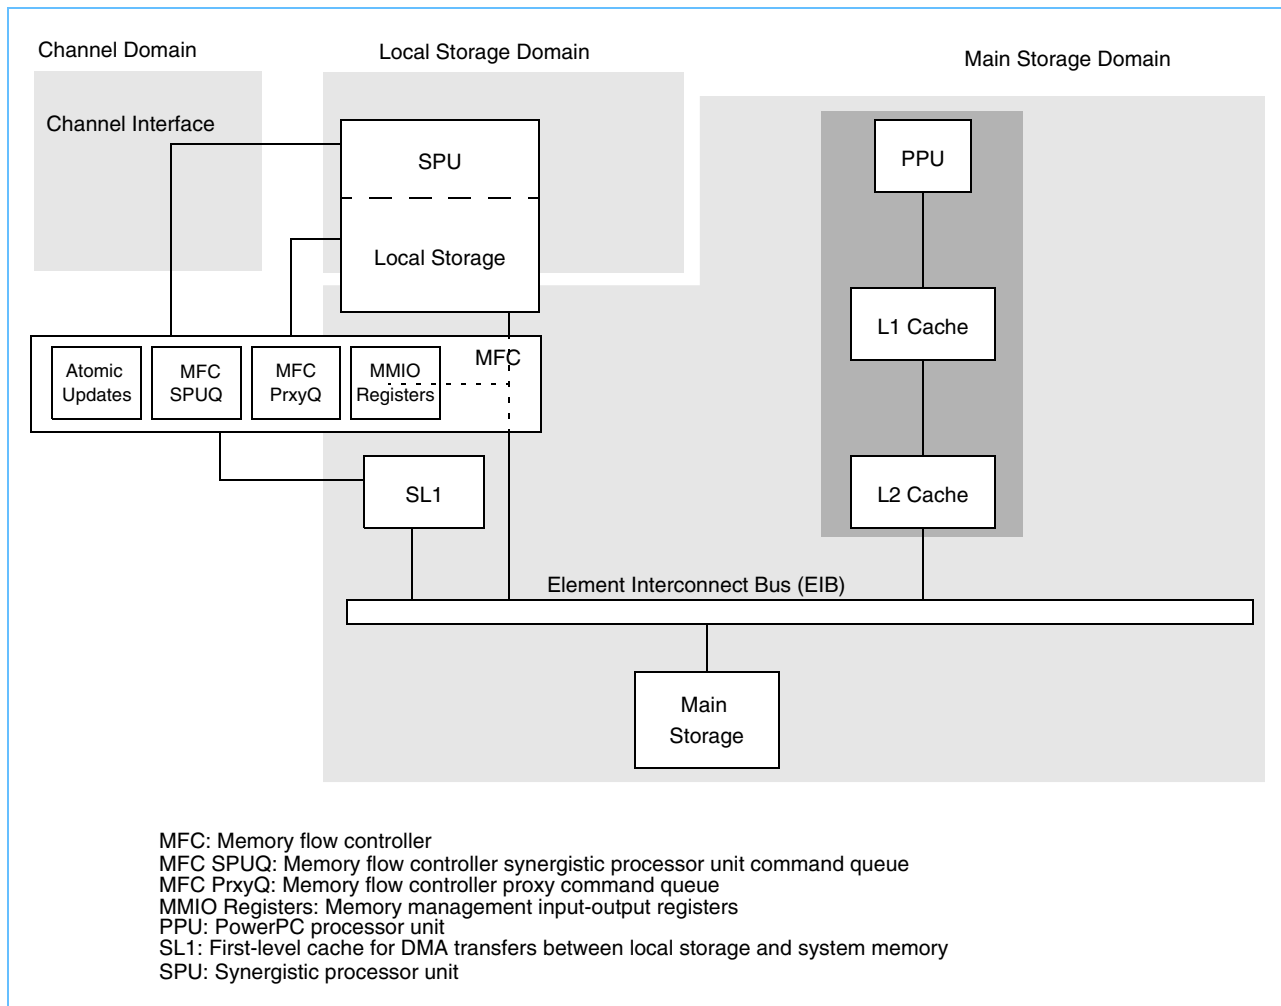 Channel Domain
Local Storage Domain
Main Storage Domain
Channel Interface
SPU
PPU
Local Storage
L1 Cache
MFC
Atomic
Updates
MFC
SPUQ
MFC
PrxyQ
MMIO
Registers
SL1
L2 Cache
Element Interconnect Bus (EIB)
Main
Storage
MFC: Memory flow controller
MFC SPUQ: Memory flow controller synergistic processor unit command queue
MFC PrxyQ: Memory flow controller proxy command queue
MMIO Registers: Memory management input-output registers
PPU: PowerPC processor unit
SL1: First-level cache for DMA transfers between local storage and system memory
SPU: Synergistic processor unit